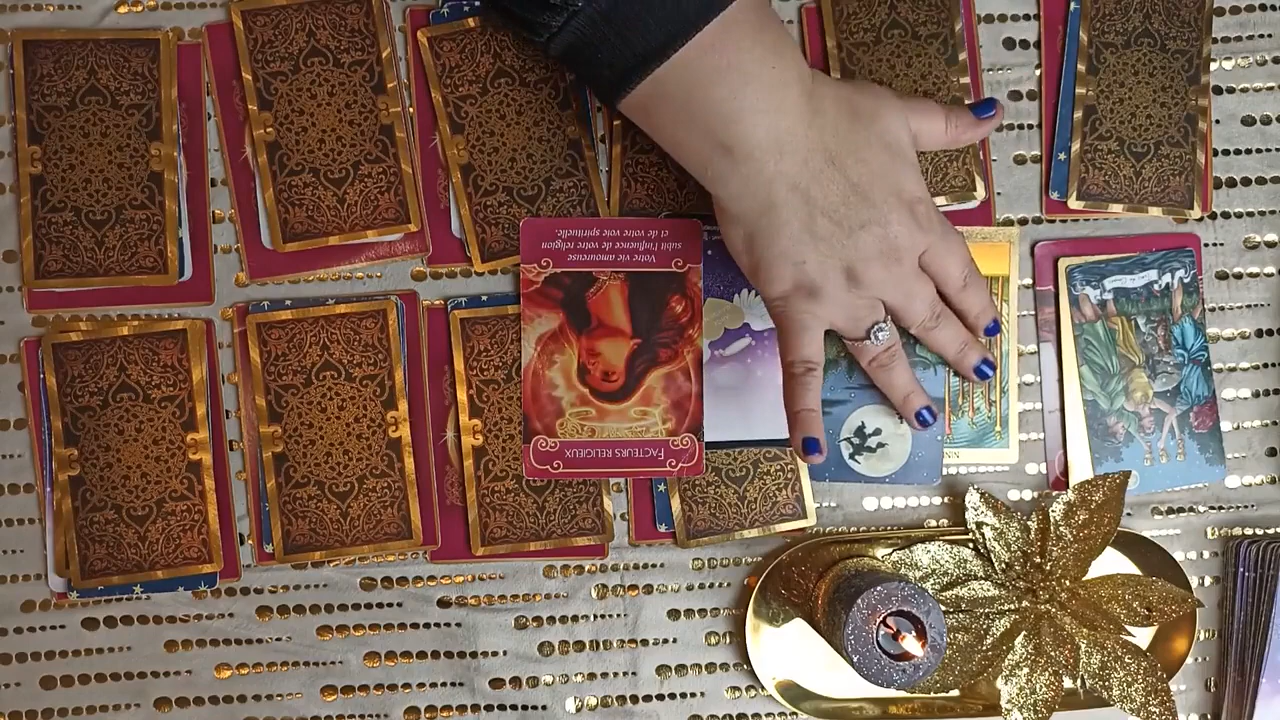 FACTEURS RELIGIEUX
Votre vie amoureuse
subit l'influence de votre religion
et de votre voie spirituelle.